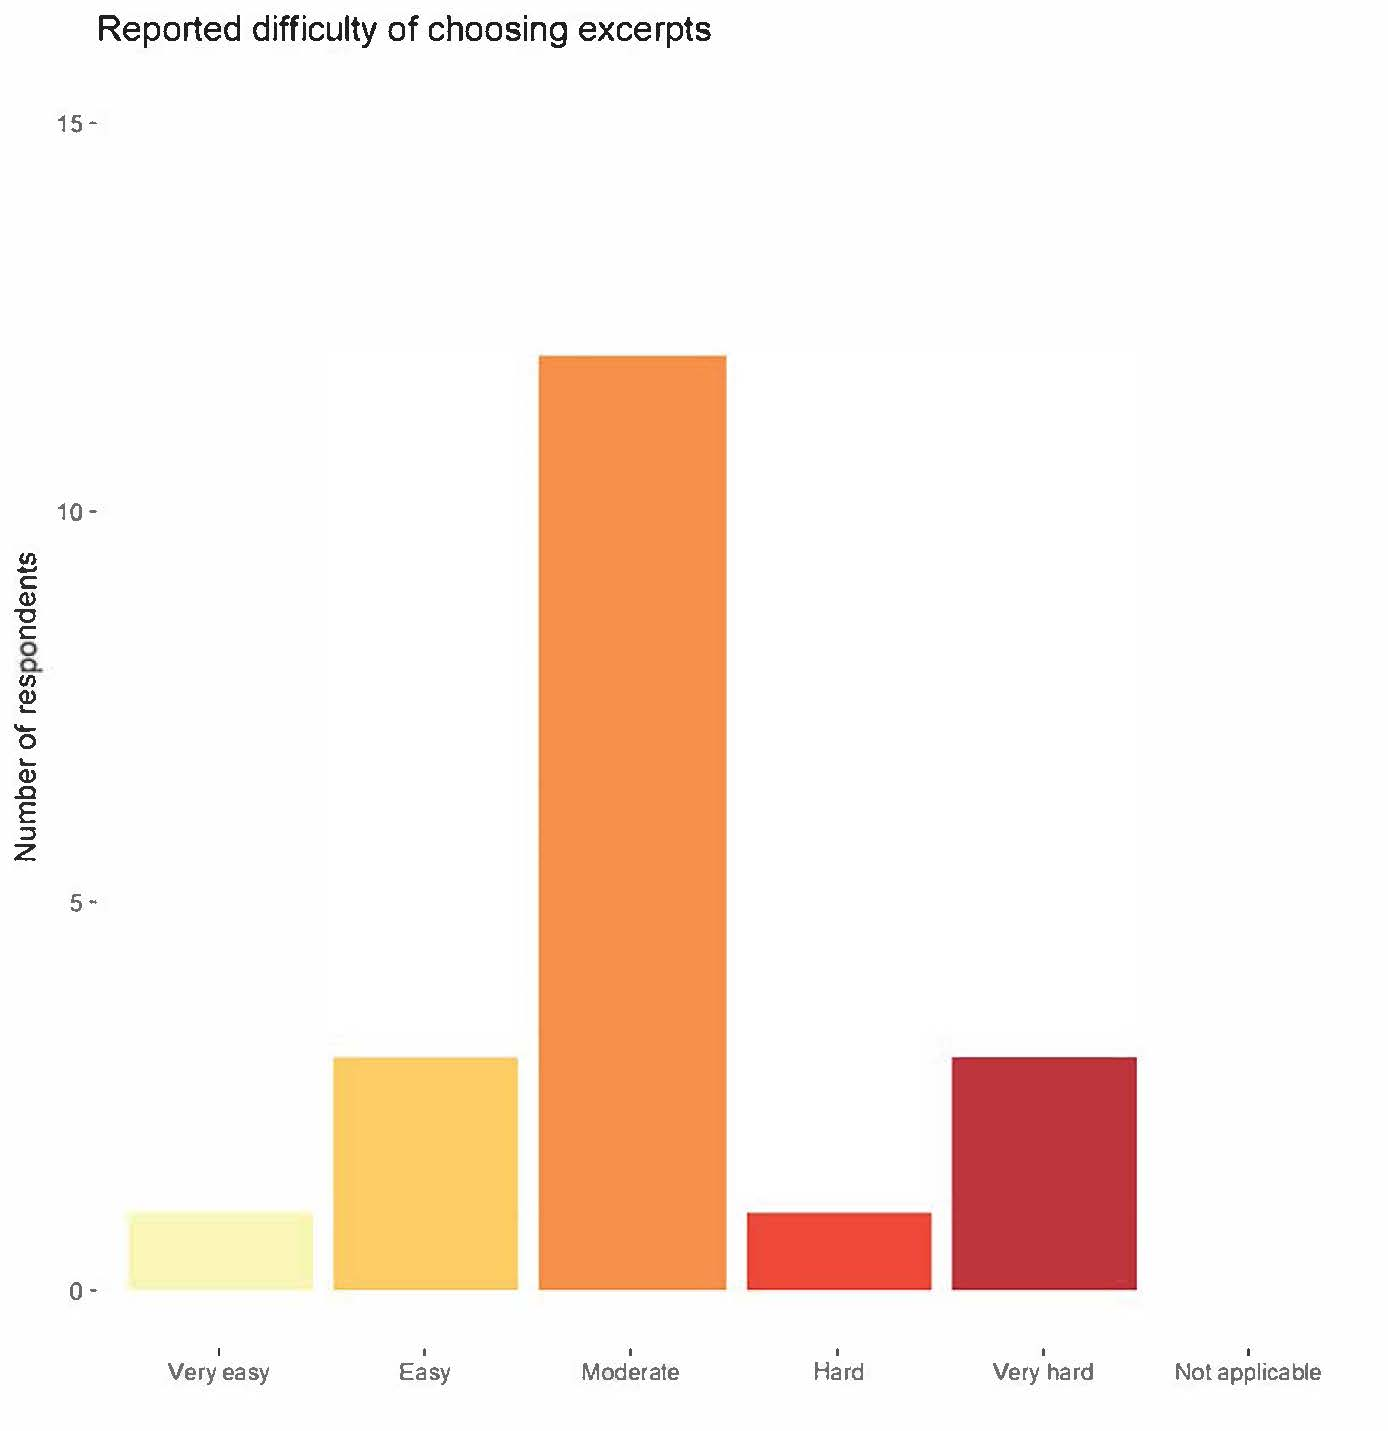 Reported difficulty of choosing excerpts
15
10
5
0
Number of respondents
Very easy
Easy
Moderate
Hard
Very hard
Not applicable